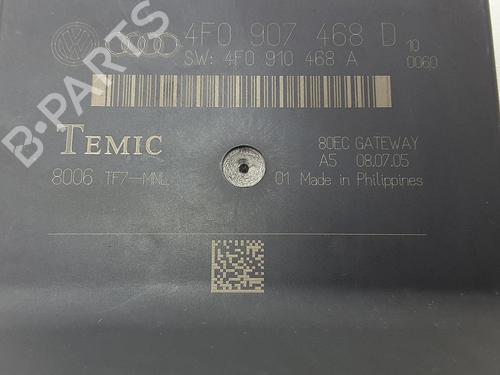 4F0 907 468 D 10
SW: 4F0 910 468 A 0060
B-PARTS
TEMIC
80EC GATEWAY
A5 08.07.05
8006 TF7-MNL 01 Made in Philippines